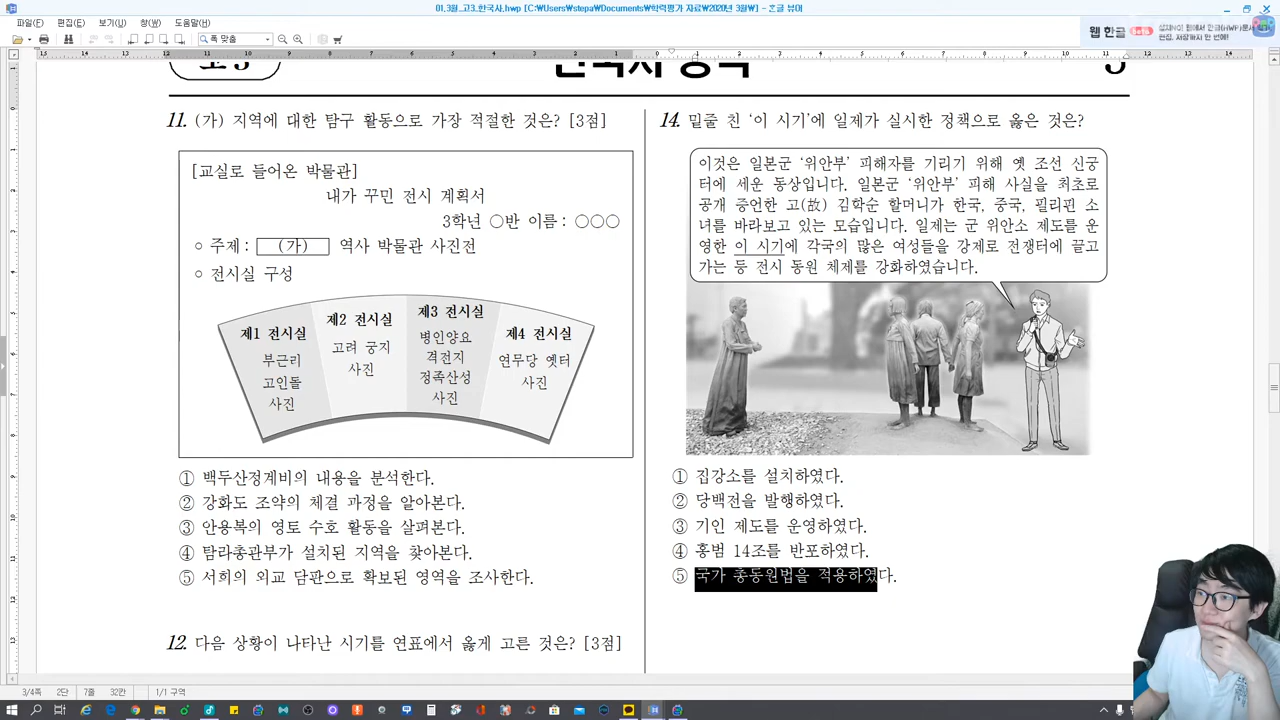 01.3월_고3.한국사.hwp [C:\Users\stepa\Documents\학력평가 자료\2020년 3월\] - 한글 뷰어
파일(F) 편집(E) 보기(U) 창(W) 도움말(H)
폭 맞춤
웹 한글 Beta
11. (가) 지역에 대한 탐구 활동으로 가장 적절한 것은? [3점]
[교실로 들어온 박물관]
내가 꾸민 전시 계획서
3학년 ○반 이름 : ○○○
○ 주제 : (가) 역사 박물관 사진전
○ 전시실 구성
제1 전시실
부근리
고인돌
사진
제2 전시실
고려 궁지
사진
제3 전시실
병인양요
격전지
정족산성
사진
제4 전시실
연무당 옛터
사진
① 백두산정계비의 내용을 분석한다.
② 강화도 조약의 체결 과정을 알아본다.
③ 안용복의 영토 수호 활동을 살펴본다.
④ 탐라총관부가 설치된 지역을 찾아본다.
⑤ 서희의 외교 담판으로 확보된 영역을 조사한다.
12. 다음 상황이 나타난 시기를 연표에서 옳게 고른 것은? [3점]
14. 밑줄 친 ‘이 시기’에 일제가 실시한 정책으로 옳은 것은?
이것은 일본군 ‘위안부’ 피해자를 기리기 위해 옛 조선 신궁
터에 세운 동상입니다. 일본군 ‘위안부’ 피해 사실을 최초로
공개 증언한 고(故) 김학순 할머니가 한국, 중국, 필리핀 소
녀를 바라보고 있는 모습입니다. 일제는 군 위안소 제도를 운
영한 이 시기에 각국의 많은 여성들을 강제로 전쟁터에 끌고
가는 등 전시 동원 체제를 강화하였습니다.
① 집강소를 설치하였다.
② 당백전을 발행하였다.
③ 기인 제도를 운영하였다.
④ 홍범 14조를 반포하였다.
⑤ 국가 총동원법을 적용하였다.
3/4쪽 2단 7줄 32칸 1/1 구역